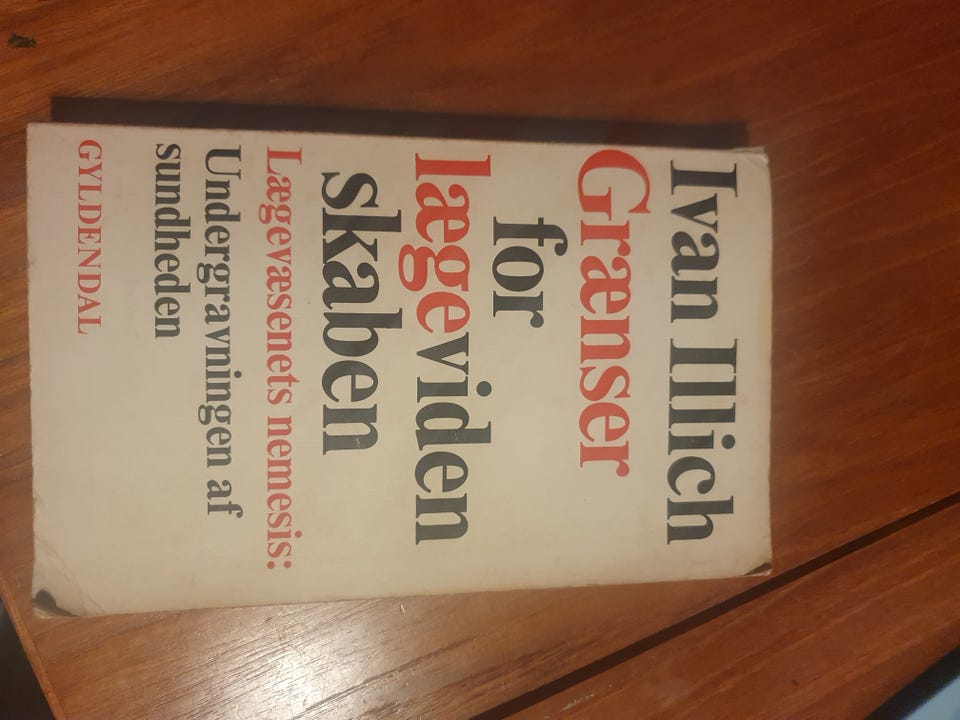 Ivan Illich
Grænser
for
lægeviden
skaben
Lægevæsenets nemesis:
Undergravningen af
sundheden
GYLDENDAL